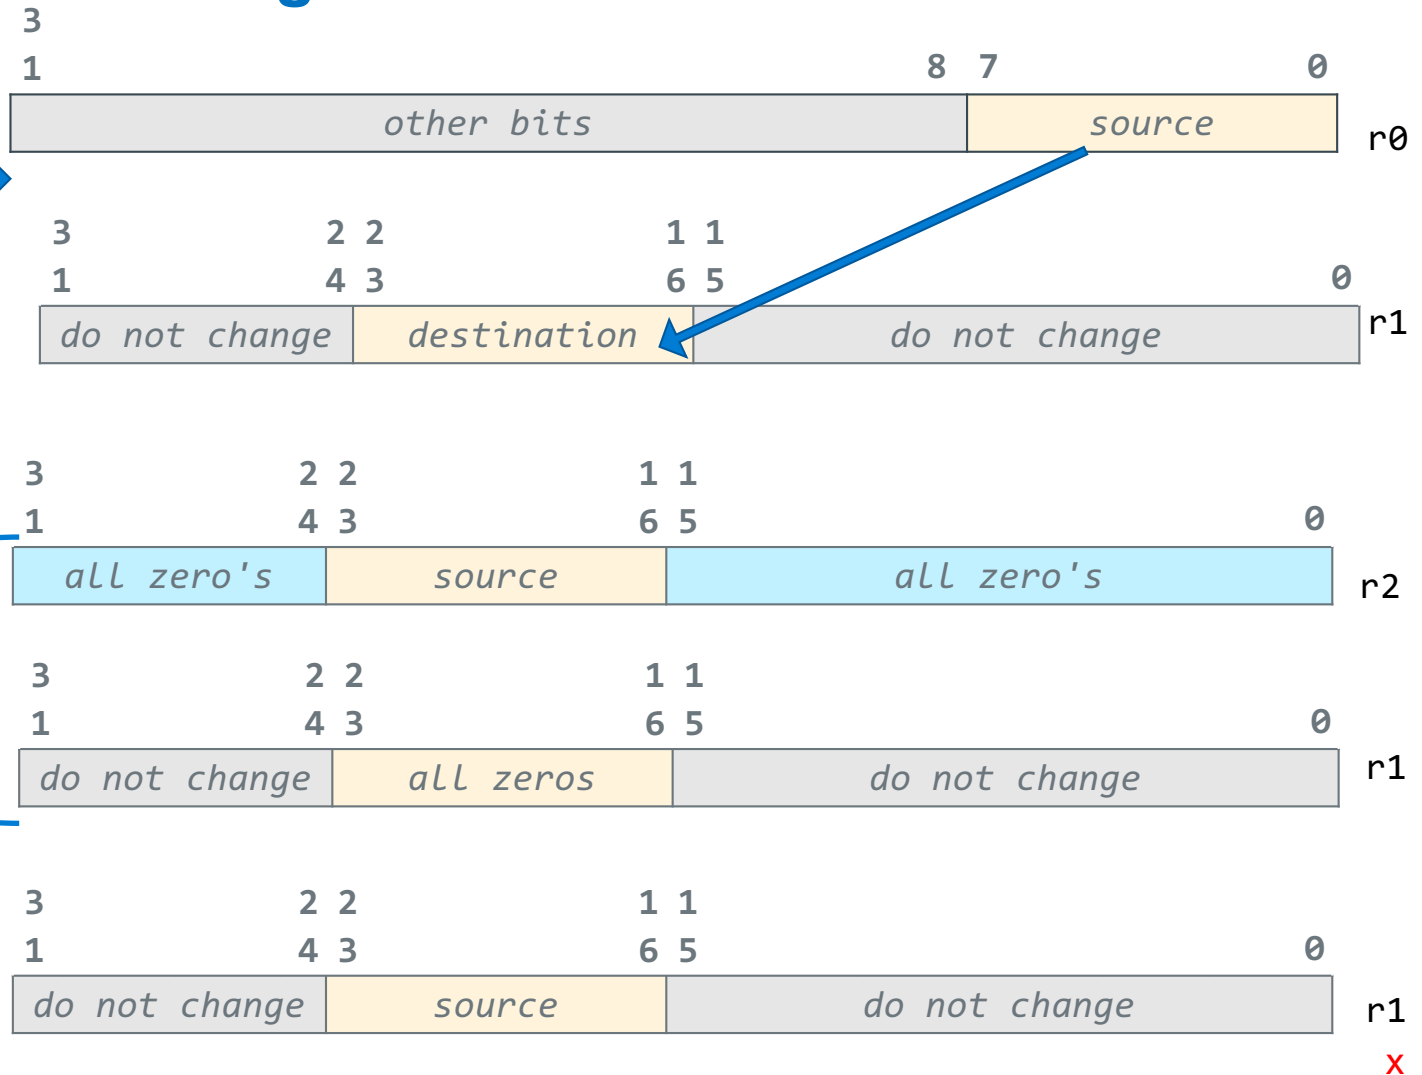 3
1 8 7 0
other bits source r0
3 2 2 1 1
1 4 3 6 5 0
do not change destination do not change r1
3 2 2 1 1
1 4 3 6 5 0
all zero's source all zero's r2
3 2 2 1 1
1 4 3 6 5 0
do not change all zeros do not change r1
3 2 2 1 1
1 4 3 6 5 0
do not change source do not change r1
x